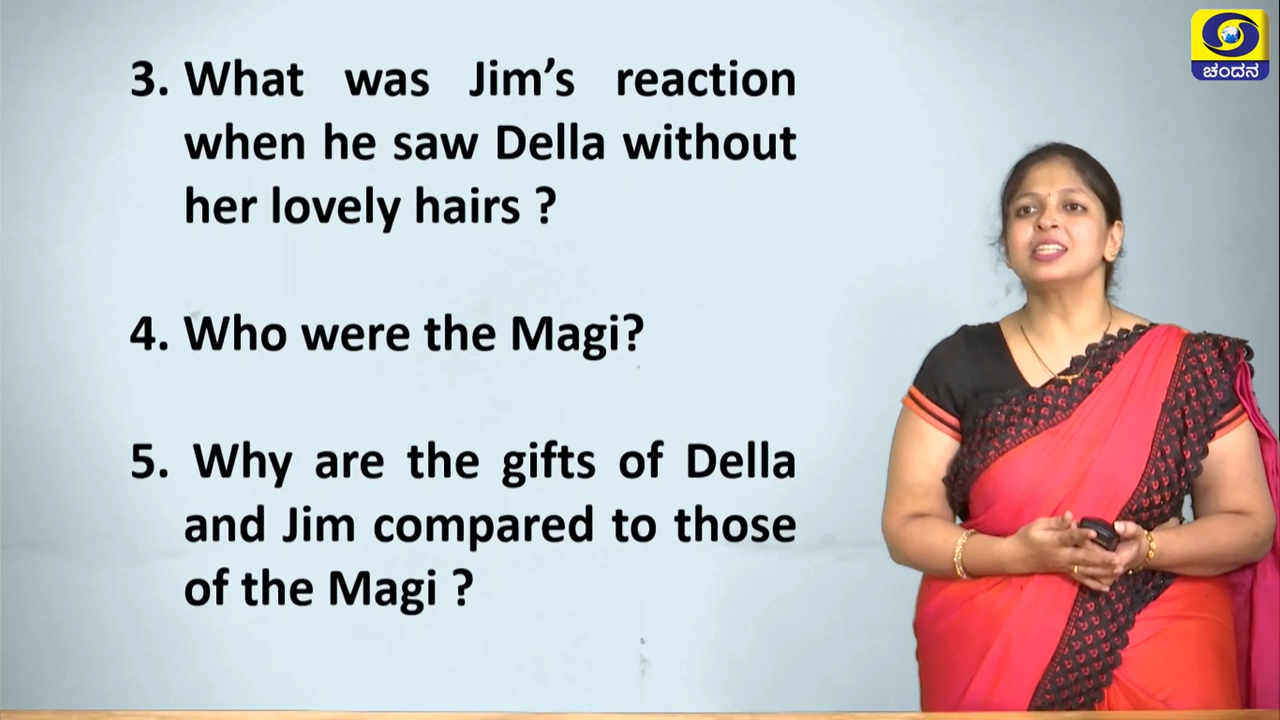 3. What was Jim’s reaction
when he saw Della without
her lovely hairs ?
4. Who were the Magi?
5. Why are the gifts of Della
and Jim compared to those
of the Magi ?
ಚಂದನ